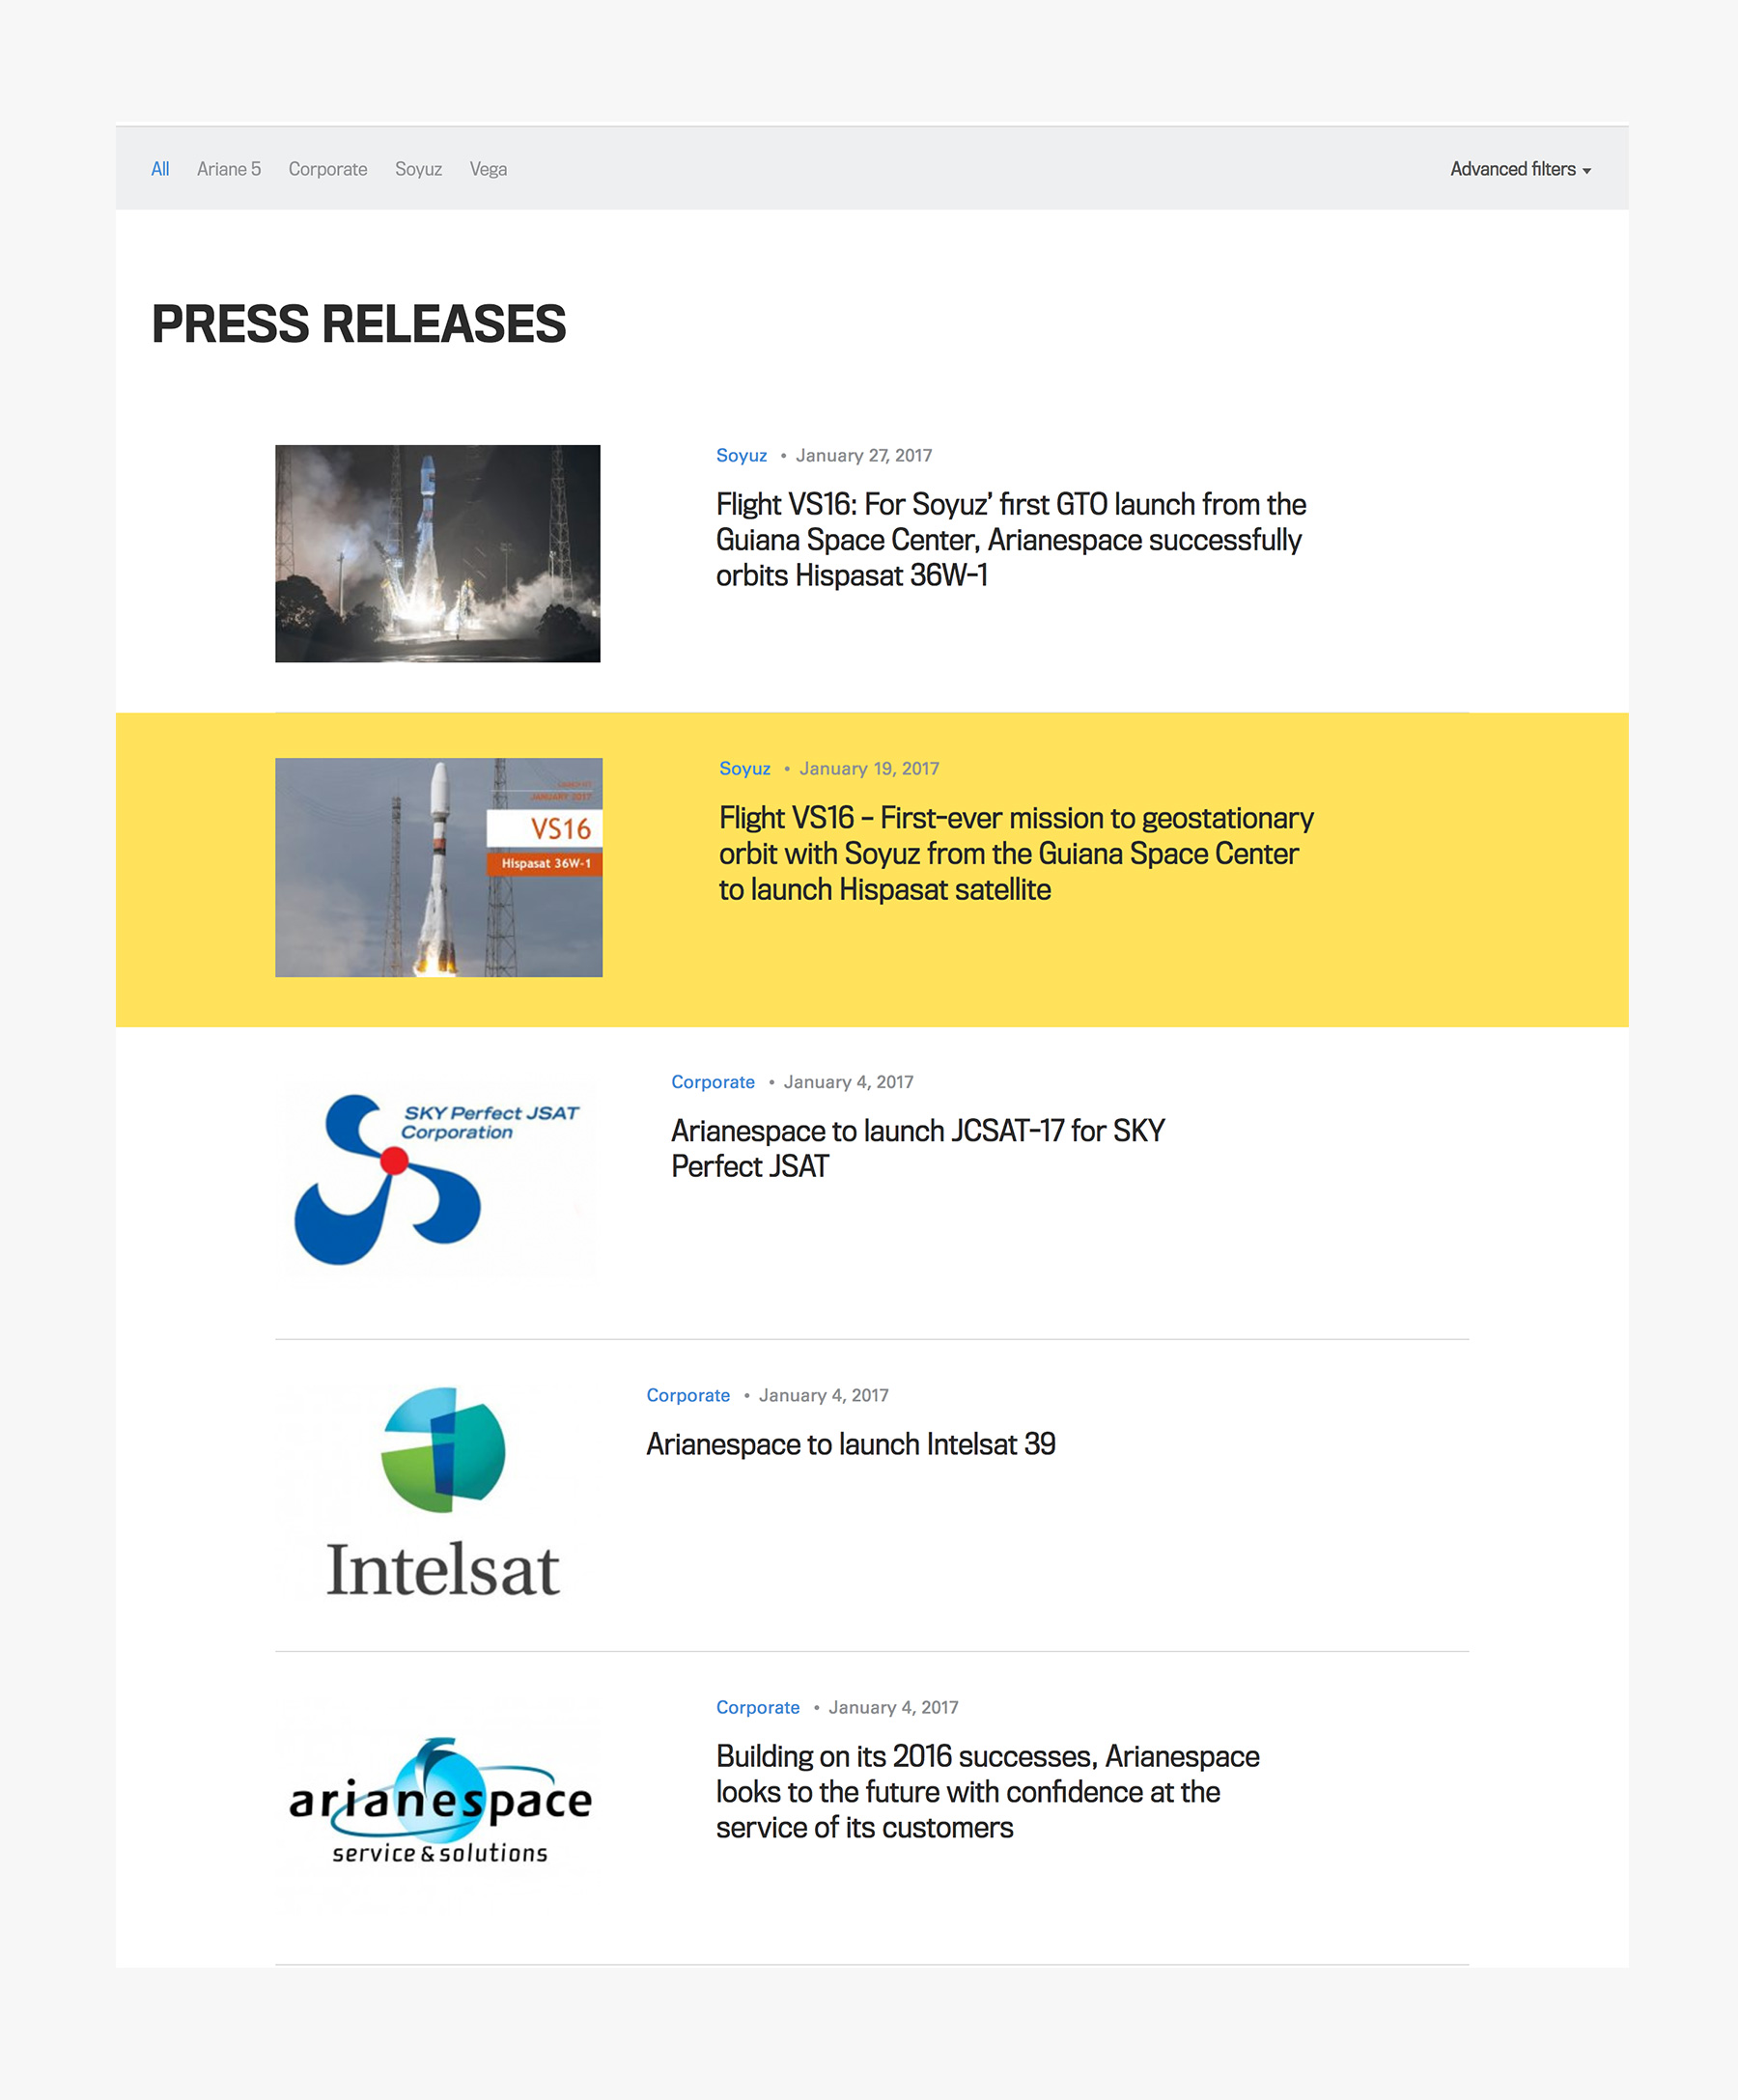 All Ariane 5 Corporate Soyuz Vega Advanced filters
PRESS RELEASES
Soyuz • January 27, 2017
Flight VS16: For Soyuz’ first GTO launch from the
Guiana Space Center, Arianespace successfully
orbits Hispasat 36W-1
JANUARY 2017
VS16
Hispasat 36W-1
Soyuz • January 19, 2017
Flight VS16 – First-ever mission to geostationary
orbit with Soyuz from the Guiana Space Center
to launch Hispasat satellite
SKY Perfect JSAT
Corporation
Corporate • January 4, 2017
Arianespace to launch JCSAT-17 for SKY
Perfect JSAT
Intelsat
Corporate • January 4, 2017
Arianespace to launch Intelsat 39
arianespace
service & solutions
Corporate • January 4, 2017
Building on its 2016 successes, Arianespace
looks to the future with confidence at the
service of its customers